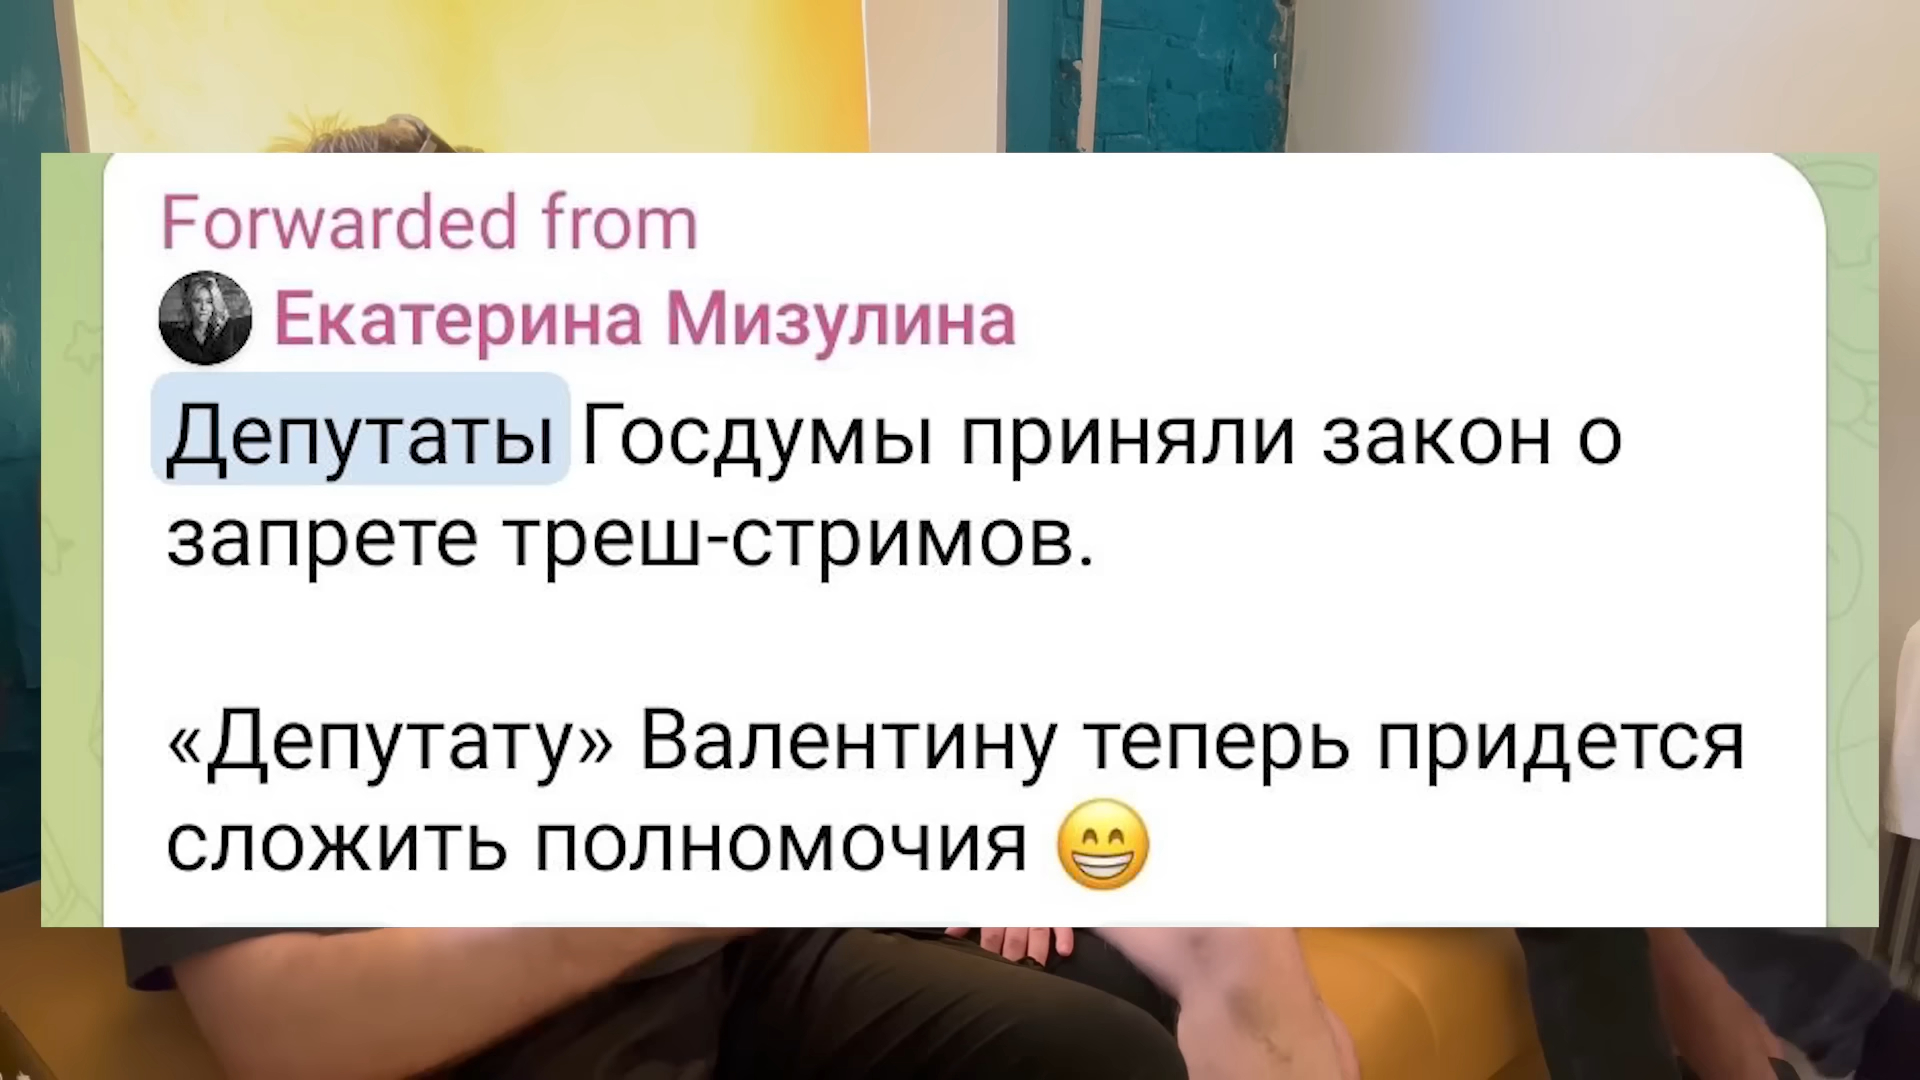 Forwarded from
Екатерина Мизулина
Депутаты Госдумы приняли закон о
запрете треш-стримов.
«Депутату» Валентину теперь придется
сложить полномочия 😁